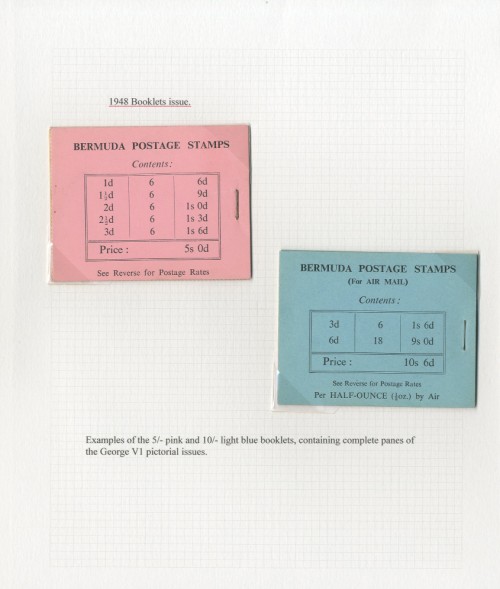 1948 Booklets issue.
BERMUDA POSTAGE STAMPS
Contents:
1d 6 6d
1½d 6 9d
2d 6 1s 0d
2½d 6 1s 3d
3d 6 1s 6d
Price: 5s 0d
See Reverse for Postage Rates
BERMUDA POSTAGE STAMPS
(For AIR MAIL)
Contents:
3d 6 1s 6d
6d 18 9s 0d
Price: 10s 6d
See Reverse for Postage Rates
Per HALF-OUNCE (½oz.) by Air
Examples of the 5/- pink and 10/- light blue booklets, containing complete panes of
the George V1 pictorial issues.